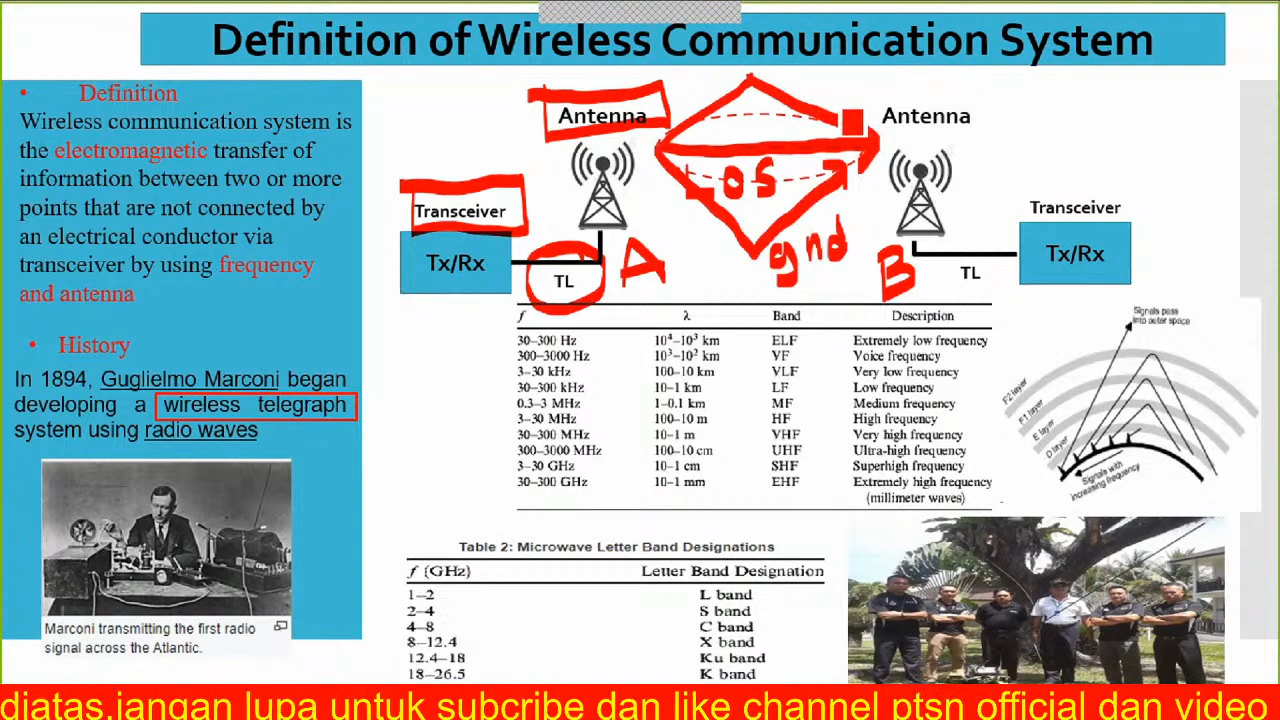 Definition of Wireless Communication System
• Definition
Wireless communication system is
the electromagnetic transfer of
information between two or more
points that are not connected by
an electrical conductor via
transceiver by using frequency
and antenna
• History
In 1894, Guglielmo Marconi began
developing a wireless telegraph
system using radio waves
Marconi transmitting the first radio
signal across the Atlantic.
Antenna
Antenna
Transceiver
Transceiver
Tx/Rx
Tx/Rx
TL
TL
A
B
OS
gnd
f λ Band Description
30–300 Hz 10⁴–10³ km ELF Extremely low frequency
300–3000 Hz 10³–10² km VF Voice frequency
3–30 kHz 100–10 km VLF Very low frequency
30–300 kHz 10–1 km LF Low frequency
0.3–3 MHz 1–0.1 km MF Medium frequency
3–30 MHz 100–10 m HF High frequency
30–300 MHz 10–1 m VHF Very high frequency
300–3000 MHz 100–10 cm UHF Ultra-high frequency
3–30 GHz 10–1 cm SHF Superhigh frequency
30–300 GHz 10–1 mm EHF Extremely high frequency
(millimeter waves)
Signals pass
into outer space
F2 layer
F1 layer
E layer
D layer
Signals with
increasing frequency
Table 2: Microwave Letter Band Designations
f (GHz) Letter Band Designation
1–2 L band
2–4 S band
4–8 C band
8–12.4 X band
12.4–18 Ku band
18–26.5 K band
diatas,jangan lupa untuk subcribe dan like channel ptsn official dan video